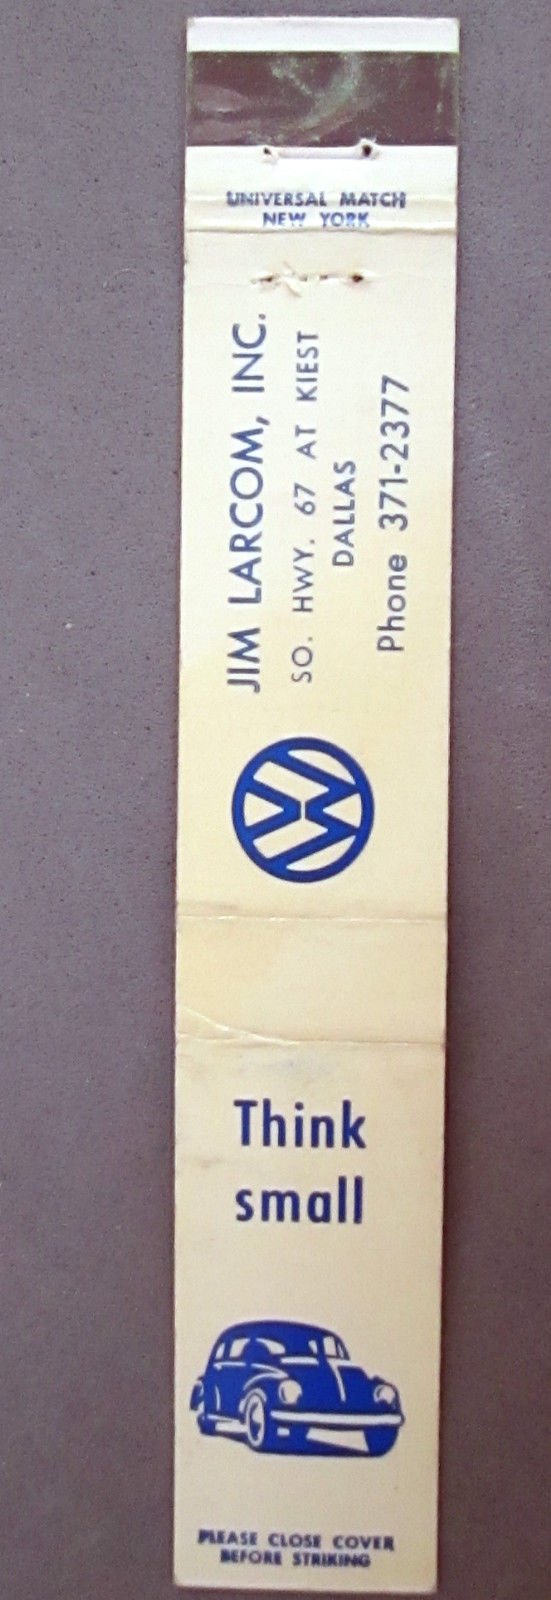 UNIVERSAL MATCH
NEW YORK
JIM LARCOM, INC.
SO. HWY. 67 AT KIEST
DALLAS
Phone 371-2377
VW
Think
small
PLEASE CLOSE COVER
BEFORE STRIKING